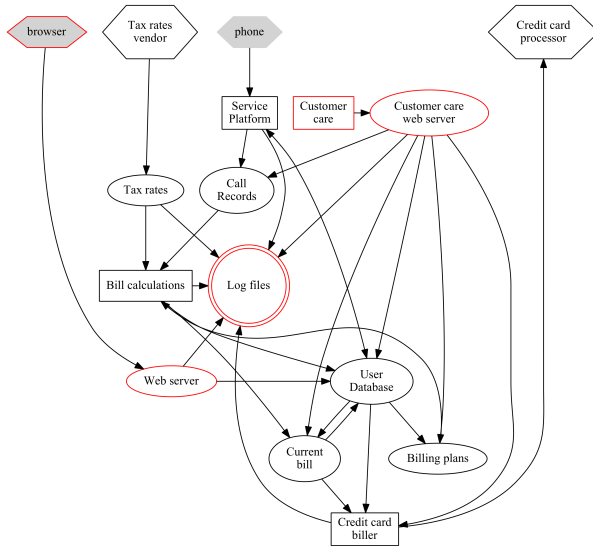 browser
Tax rates
vendor
phone
Credit card
processor
Service
Platform
Customer
care
Customer care
web server
Tax rates
Call
Records
Bill calculations
Log files
Web server
User
Database
Current
bill
Billing plans
Credit card
biller